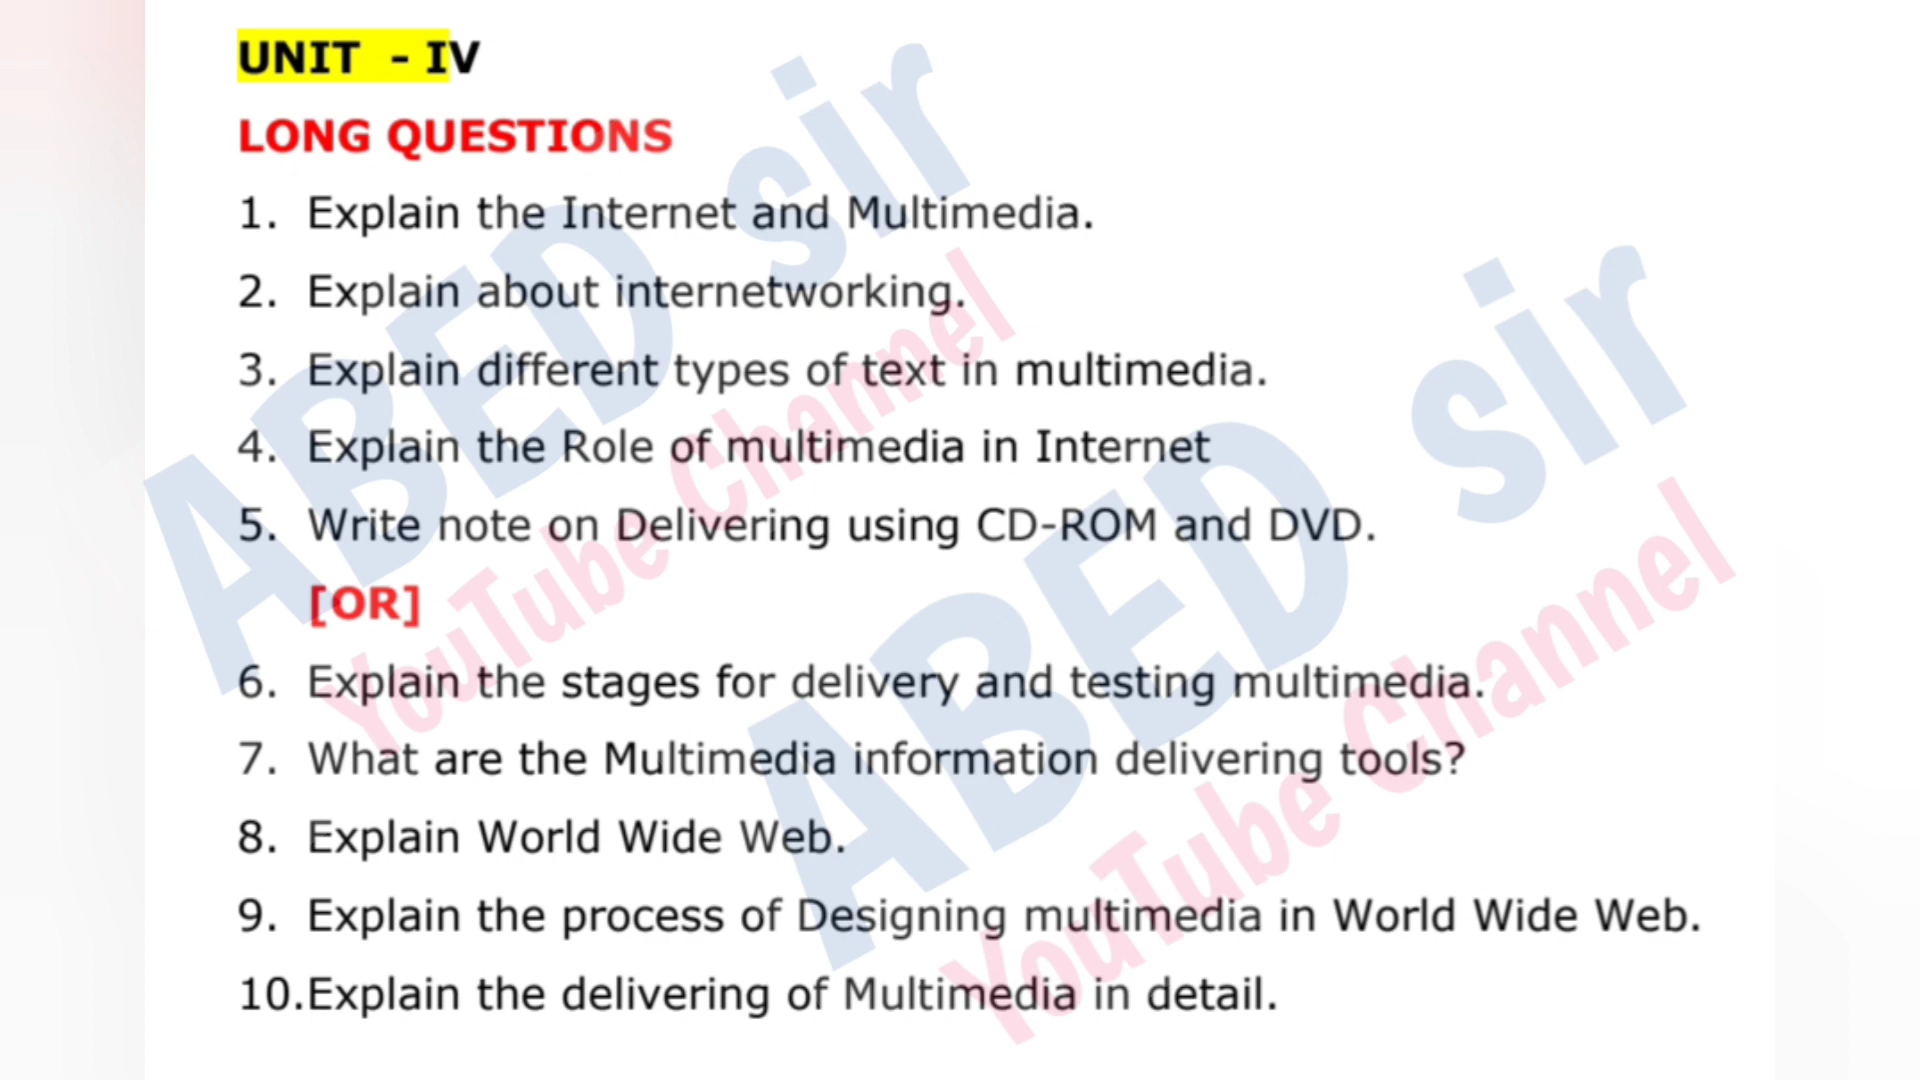 UNIT - IV
LONG QUESTIONS
1. Explain the Internet and Multimedia.
2. Explain about internetworking.
3. Explain different types of text in multimedia.
4. Explain the Role of multimedia in Internet
5. Write note on Delivering using CD-ROM and DVD.
[OR]
6. Explain the stages for delivery and testing multimedia.
7. What are the Multimedia information delivering tools?
8. Explain World Wide Web.
9. Explain the process of Designing multimedia in World Wide Web.
10.Explain the delivering of Multimedia in detail.
ABED sir
YouTube Channel
ABED sir
YouTube Channel